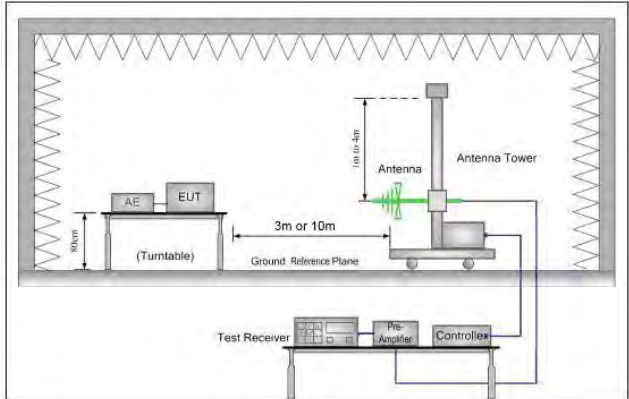 1m to 4m
Antenna
Antenna Tower
AE
EUT
80cm
3m or 10m
(Turntable)
Ground Reference Plane
Test Receiver
Pre-
Amplifier
Controller